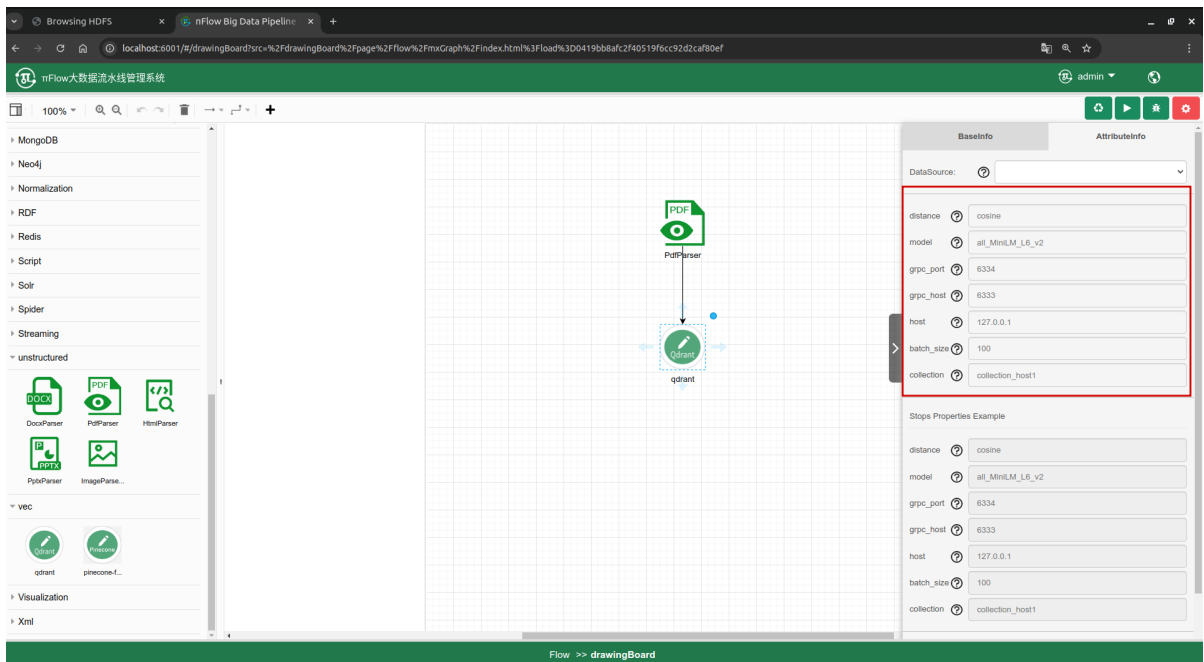 Browsing HDFS
πFlow Big Data Pipeline
localhost:6001/#/drawingBoard?src=%2FdrawingBoard%2Fpage%2Fflow%2FmxGraph%2Findex.html%3Fload%3D0419bb8afc2f40519f6cc92d2caf80ef
πFlow大数据流水线管理系统
admin
100%
MongoDB
Neo4j
Normalization
RDF
Redis
Script
Solr
Spider
Streaming
unstructured
DOCX
PDF
DocxParser
PdfParser
HtmlParser
PPTX
PptxParser
ImageParse...
vec
Qdrant
Pinecone
qdrant
pinecone-f...
Visualization
Xml
PDF
PdfParser
Qdrant
qdrant
BaseInfo
AttributeInfo
DataSource:
distance cosine
model all_MiniLM_L6_v2
grpc_port 6334
grpc_host 6333
host 127.0.0.1
batch_size 100
collection collection_host1
Stops Properties Example
distance cosine
model all_MiniLM_L6_v2
grpc_port 6334
grpc_host 6333
host 127.0.0.1
batch_size 100
collection collection_host1
Flow >> drawingBoard